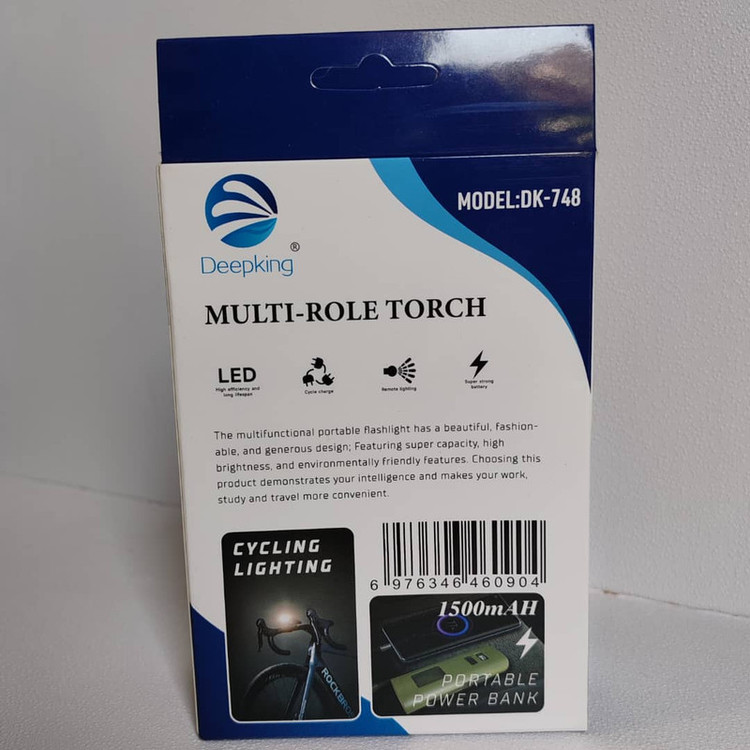 MODEL:DK-748
Deepking®
MULTI-ROLE TORCH
LED
High efficiency and
long lifespan
Cycle charge
Remote lighting
Super strong
battery
The multifunctional portable flashlight has a beautiful, fashion-
able, and generous design; Featuring super capacity, high
brightness, and environmentally friendly features. Choosing this
product demonstrates your intelligence and makes your work,
study and travel more convenient.
CYCLING
LIGHTING
ROCKBROS
6 976346 460904
1500mAH
PORTABLE
POWER BANK